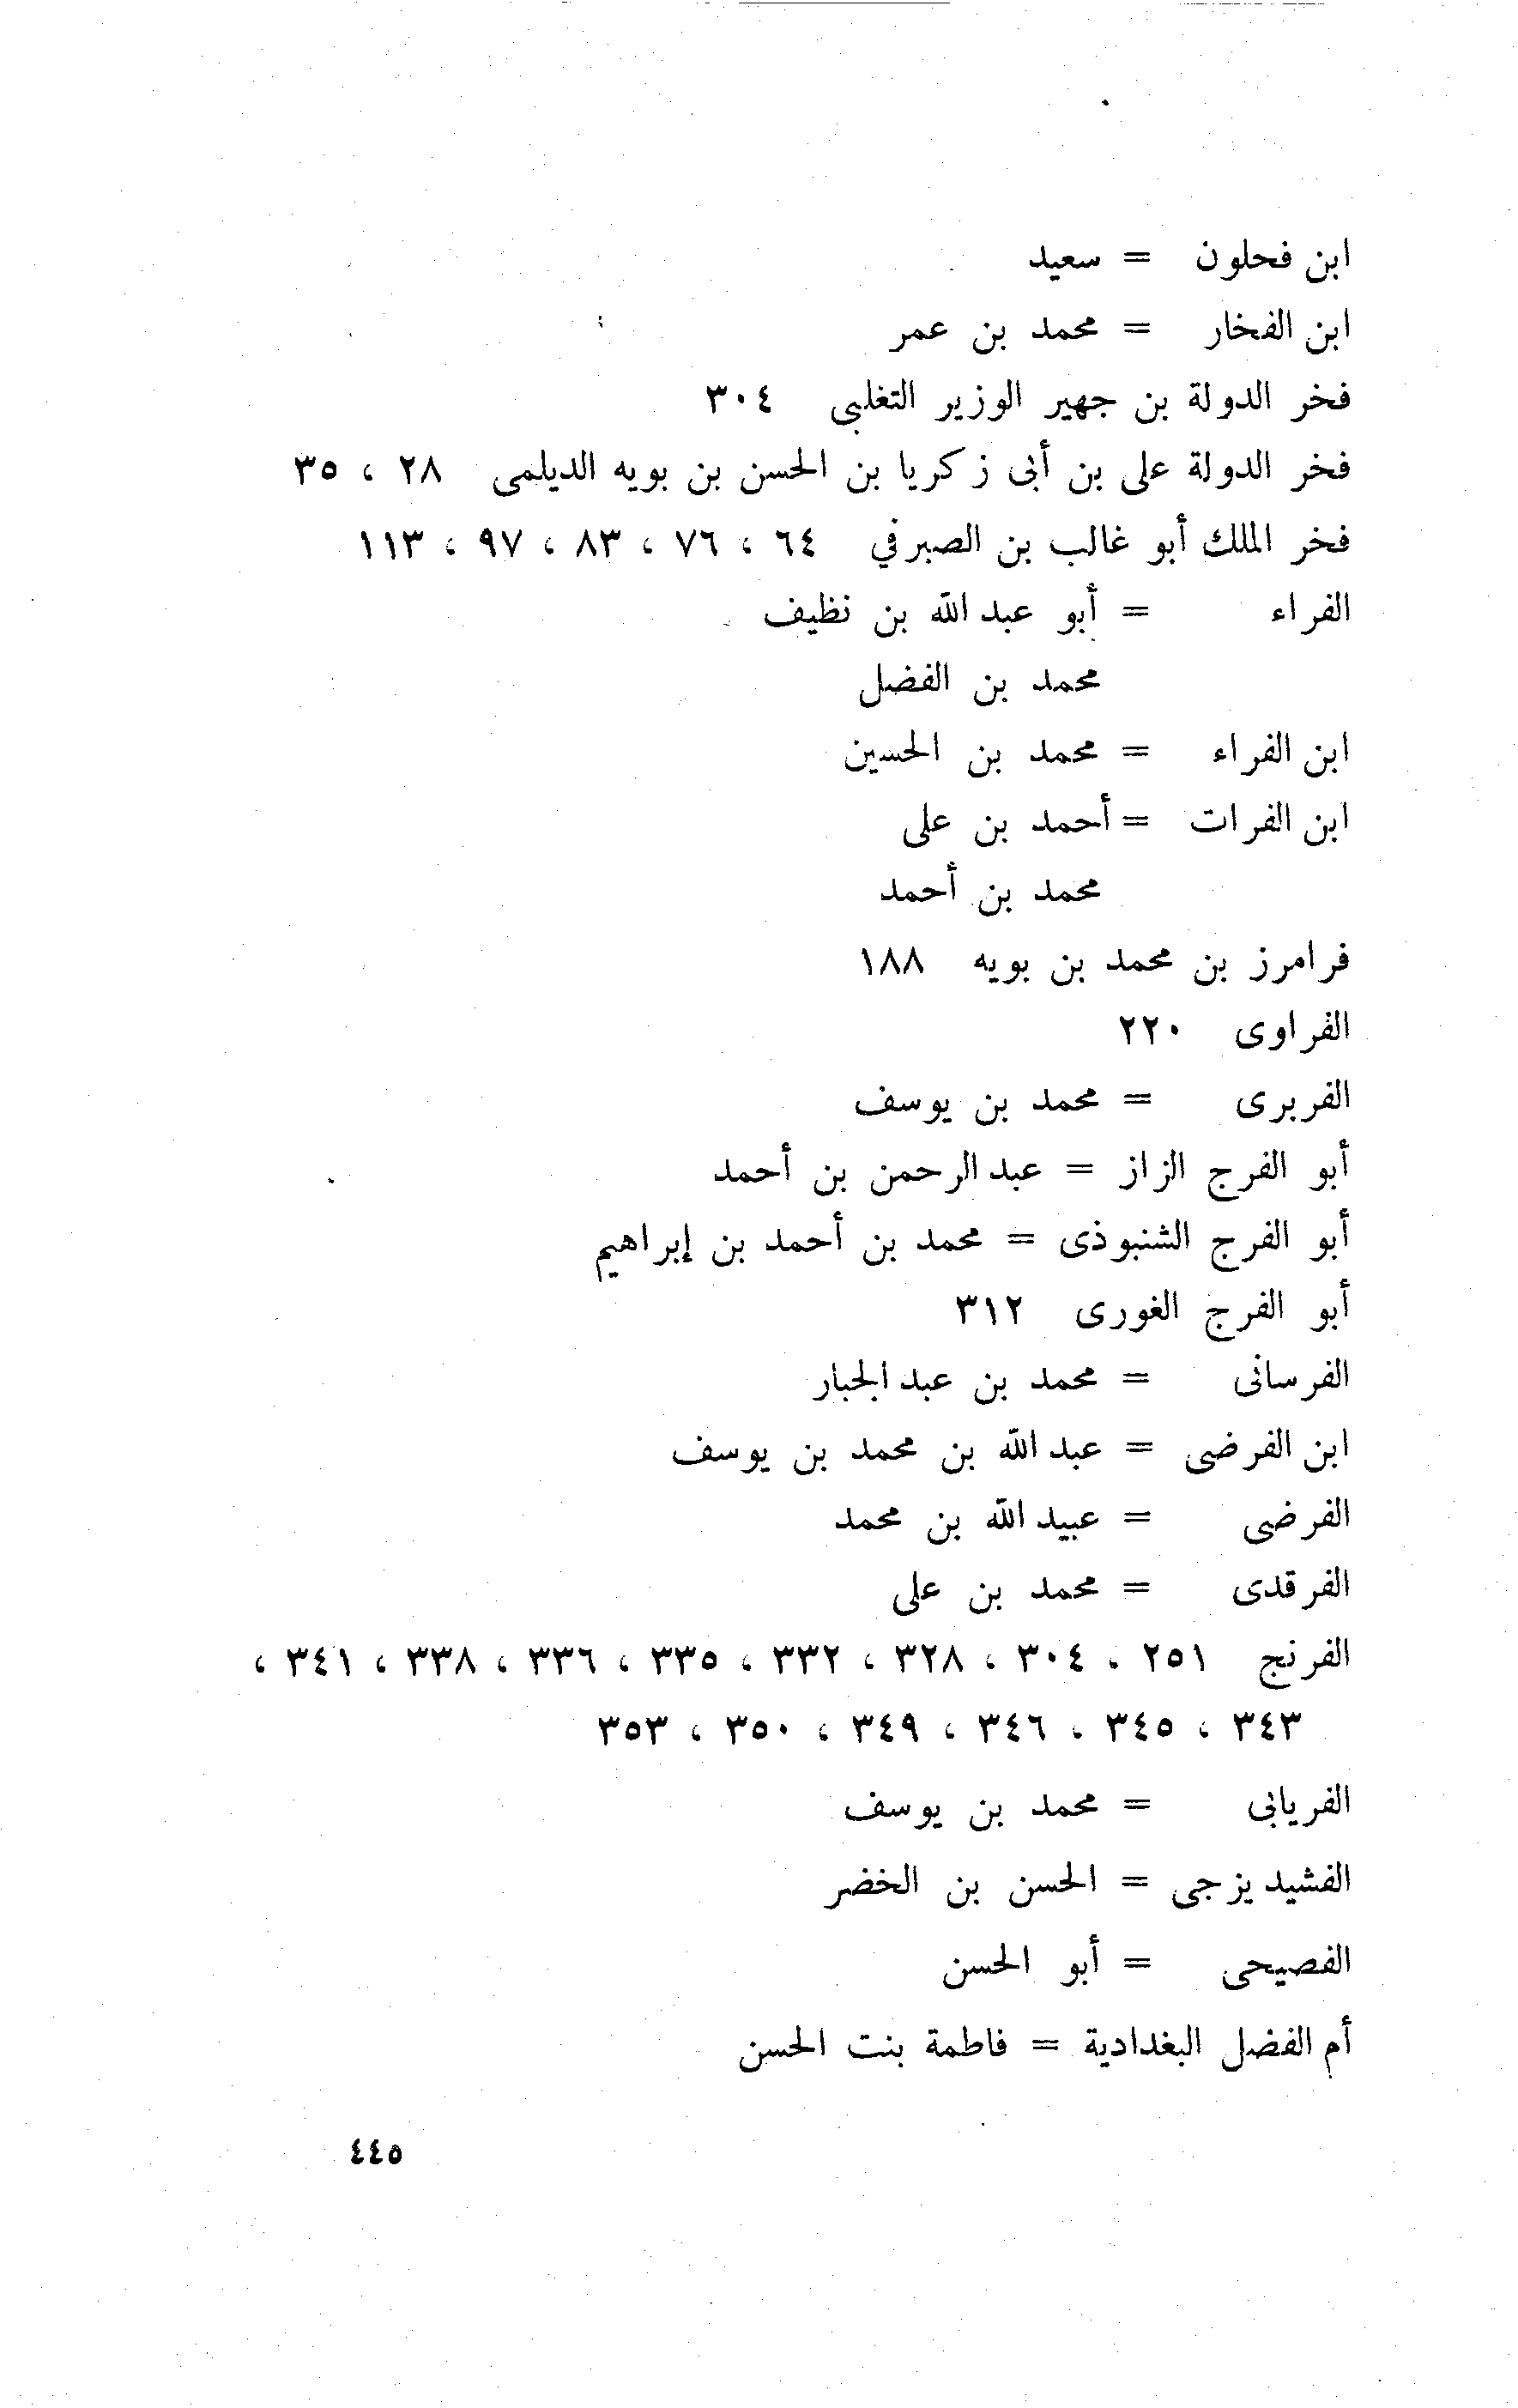 ابن فحلون = سعيد
ابن الفخار = محمد بن عمر
فخر الدولة بن جهير الوزير التغلبى ٣٠٤
فخر الدولة على بن أبى زكريا بن الحسن بن بويه الديلمى ٢٨ ، ٣٥
فخر الملك أبو غالب بن الصبرفي ٦٤ ، ٧٦ ، ٨٣ ، ٩٧ ، ١١٣
الفراء = أبو عبد الله بن نظيف
محمد بن الفضل
ابن الفراء = محمد بن الحسين
ابن الفرات = أحمد بن على
محمد بن أحمد
فرامرز بن محمد بن بويه ١٨٨
الفراوى ٢٢٠
الفربرى = محمد بن يوسف
أبو الفرج الزاز = عبد الرحمن بن أحمد
أبو الفرج الشنبوذى = محمد بن أحمد بن إبراهيم
أبو الفرج الغورى ٣١٢
الفرسانى = محمد بن عبد الجبار
ابن الفرضى = عبد الله بن محمد بن يوسف
الفرضى = عبيد الله بن محمد
الفرقدى = محمد بن على
الفرنج ٢٥١ ، ٣٠٤ ، ٣٢٨ ، ٣٣٢ ، ٣٣٥ ، ٣٣٦ ، ٣٣٨ ، ٣٤١ ،
٣٤٣ ، ٣٤٥ ، ٣٤٦ ، ٣٤٩ ، ٣٥٠ ، ٣٥٣
الفريابى = محمد بن يوسف
الفشيديزجى = الحسن بن الخضر
الفصيحى = أبو الحسن
أم الفضل البغدادية = فاطمة بنت الحسن
٤٤٥